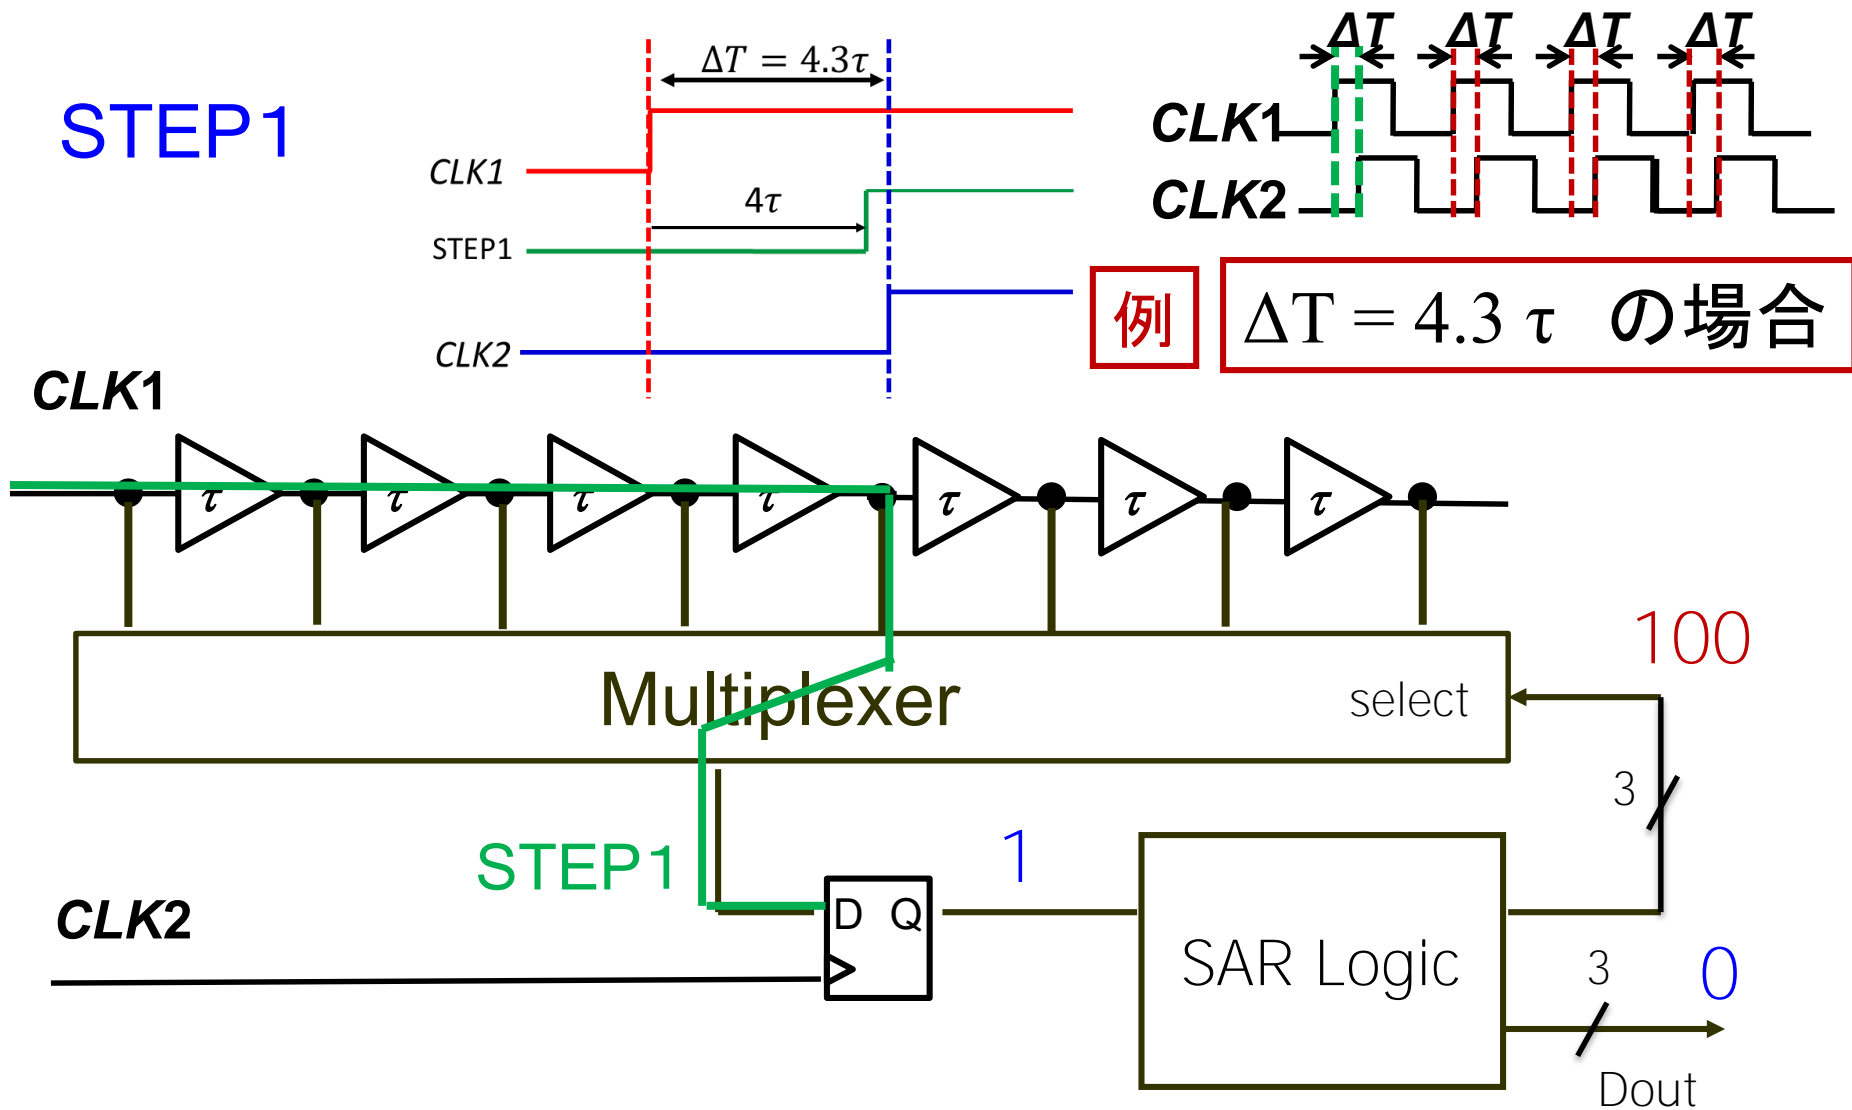 STEP1
ΔT = 4.3τ
CLK1
4τ
STEP1
CLK2
ΔT ΔT ΔT ΔT
CLK1
CLK2
例
ΔT = 4.3 τ の場合
CLK1
τ τ τ τ τ τ τ
Multiplexer
select
100
3
STEP1
1
CLK2
D Q
SAR Logic
3
0
Dout